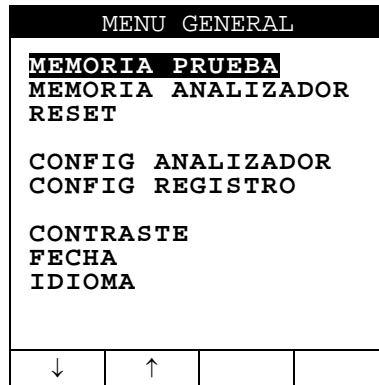 MENU GENERAL
MEMORIA PRUEBA
MEMORIA ANALIZADOR
RESET
CONFIG ANALIZADOR
CONFIG REGISTRO
CONTRASTE
FECHA
IDIOMA
↓ ↑